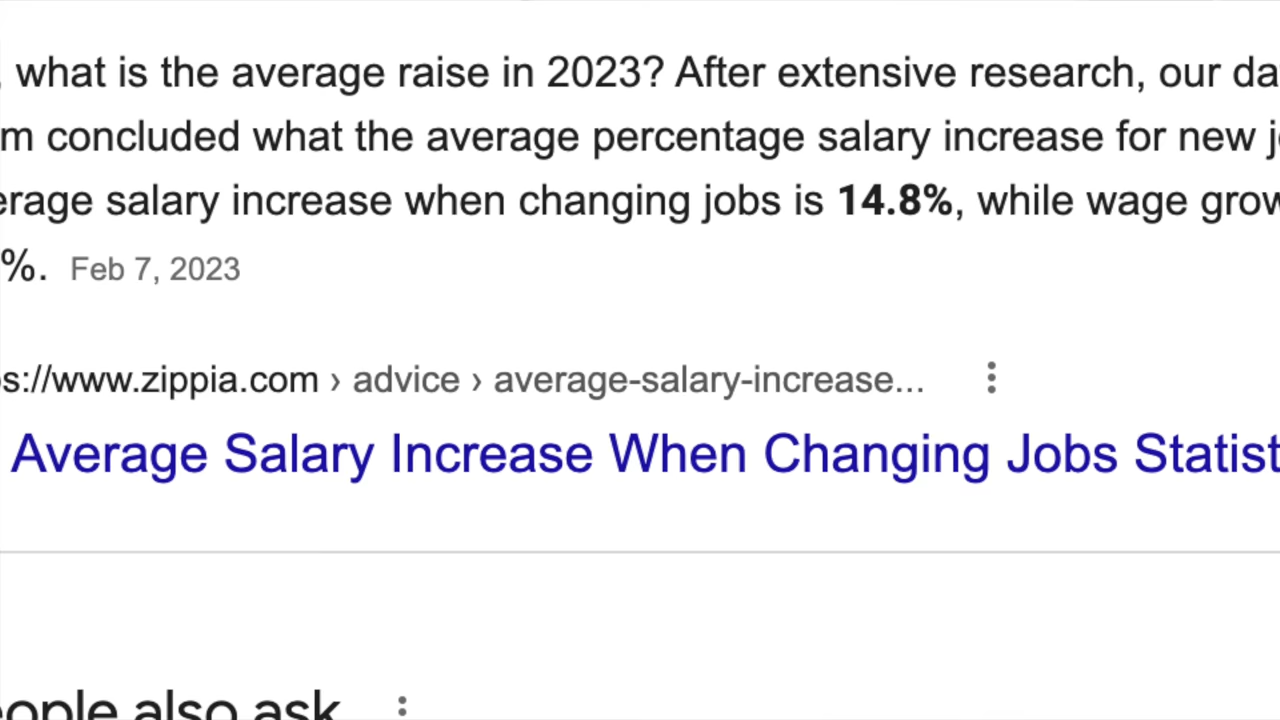 , what is the average raise in 2023? After extensive research, our da
m concluded what the average percentage salary increase for new j
erage salary increase when changing jobs is 14.8%, while wage grow
%. Feb 7, 2023
s://www.zippia.com › advice › average-salary-increase...
Average Salary Increase When Changing Jobs Statist
eople also ask